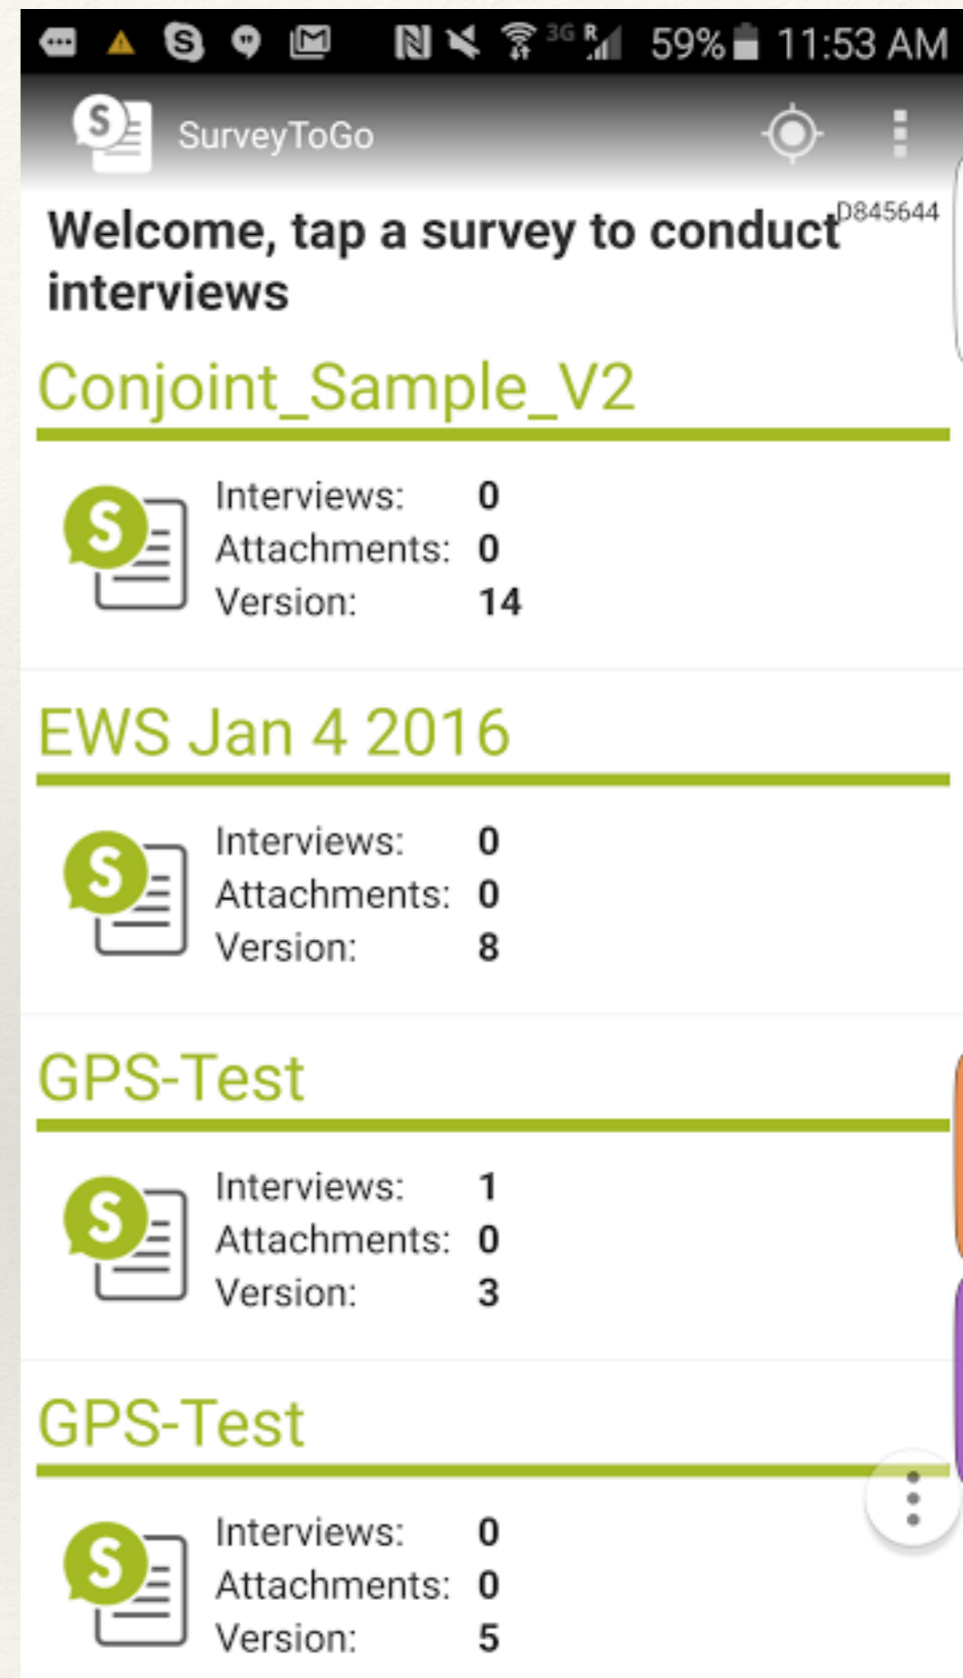 3G R 59% 11:53 AM
S SurveyToGo
D845644
Welcome, tap a survey to conduct
interviews
Conjoint_Sample_V2
S
Interviews: 0
Attachments: 0
Version: 14
EWS Jan 4 2016
S
Interviews: 0
Attachments: 0
Version: 8
GPS-Test
S
Interviews: 1
Attachments: 0
Version: 3
GPS-Test
S
Interviews: 0
Attachments: 0
Version: 5